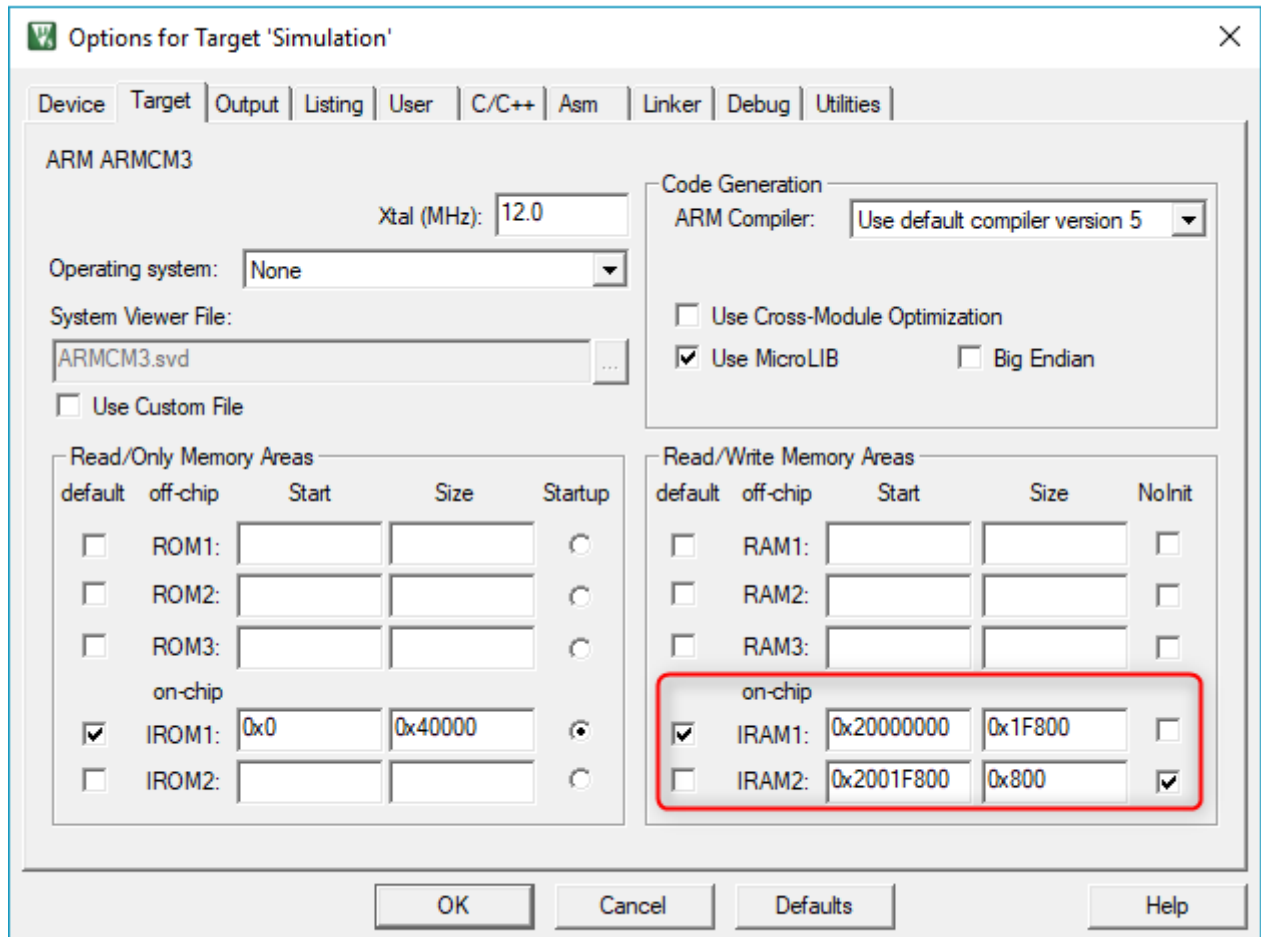 Options for Target 'Simulation'
Device Target Output Listing User C/C++ Asm Linker Debug Utilities
ARM ARMCM3
Xtal (MHz): 12.0
Operating system: None
System Viewer File:
ARMCM3.svd ...
Use Custom File
Code Generation
ARM Compiler: Use default compiler version 5
Use Cross-Module Optimization
Use MicroLIB Big Endian
Read/Only Memory Areas
default off-chip Start Size Startup
ROM1:
ROM2:
ROM3:
on-chip
IROM1: 0x0 0x40000
IROM2:
Read/Write Memory Areas
default off-chip Start Size NoInit
RAM1:
RAM2:
RAM3:
on-chip
IRAM1: 0x20000000 0x1F800
IRAM2: 0x2001F800 0x800
OK Cancel Defaults Help